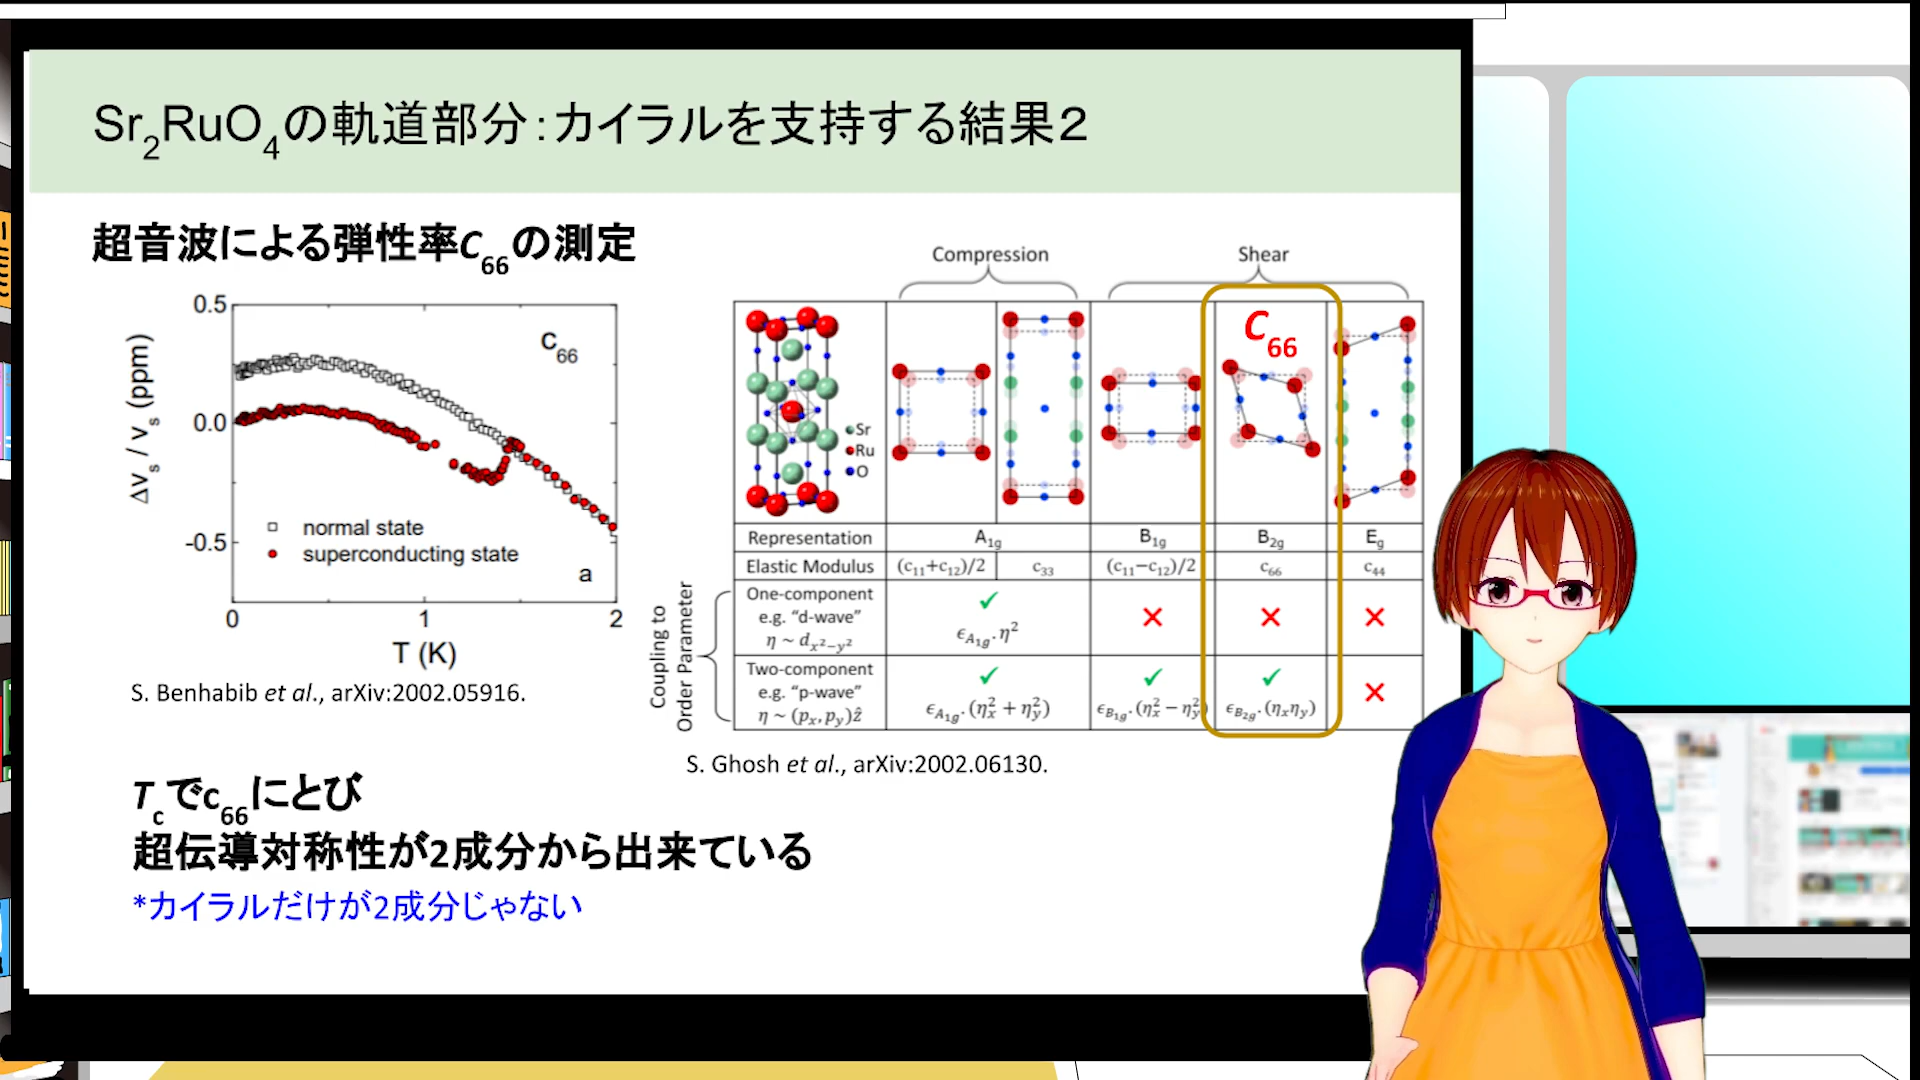 Sr2RuO4の軌道部分：カイラルを支持する結果２
超音波による弾性率C66の測定
0.5
0.0
-0.5
Δvs / vs (ppm)
c66
normal state
superconducting state
a
0 1 2
T (K)
S. Benhabib et al., arXiv:2002.05916.
Compression Shear
C66
Sr
Ru
O
Representation A1g B1g B2g Eg
Elastic Modulus (c11+c12)/2 c33 (c11−c12)/2 c66 c44
Coupling to
Order Parameter
One-component
e.g. “d-wave”
η ~ dx²−y²
✓ ✕ ✕ ✕
ϵA1g.η²
Two-component
e.g. “p-wave”
η ~ (px,py)ẑ
✓ ✓ ✓ ✕
ϵA1g.(ηx²+ηy²) ϵB1g.(ηx²−ηy²) ϵB2g.(ηxηy)
S. Ghosh et al., arXiv:2002.06130.
Tcでc66にとび
超伝導対称性が2成分から出来ている
*カイラルだけが2成分じゃない